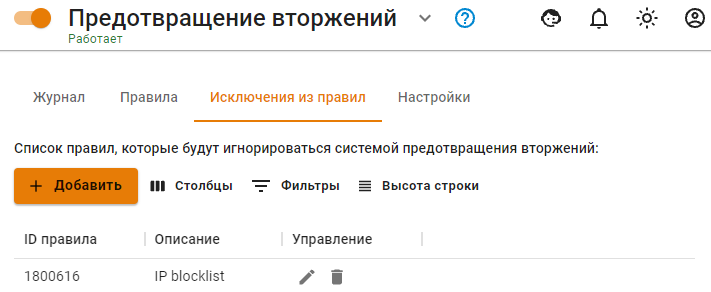 Предотвращение вторжений
Работает
Журнал Правила Исключения из правил Настройки
Список правил, которые будут игнорироваться системой предотвращения вторжений:
+ Добавить Столбцы Фильтры Высота строки
ID правила Описание Управление
1800616 IP blocklist